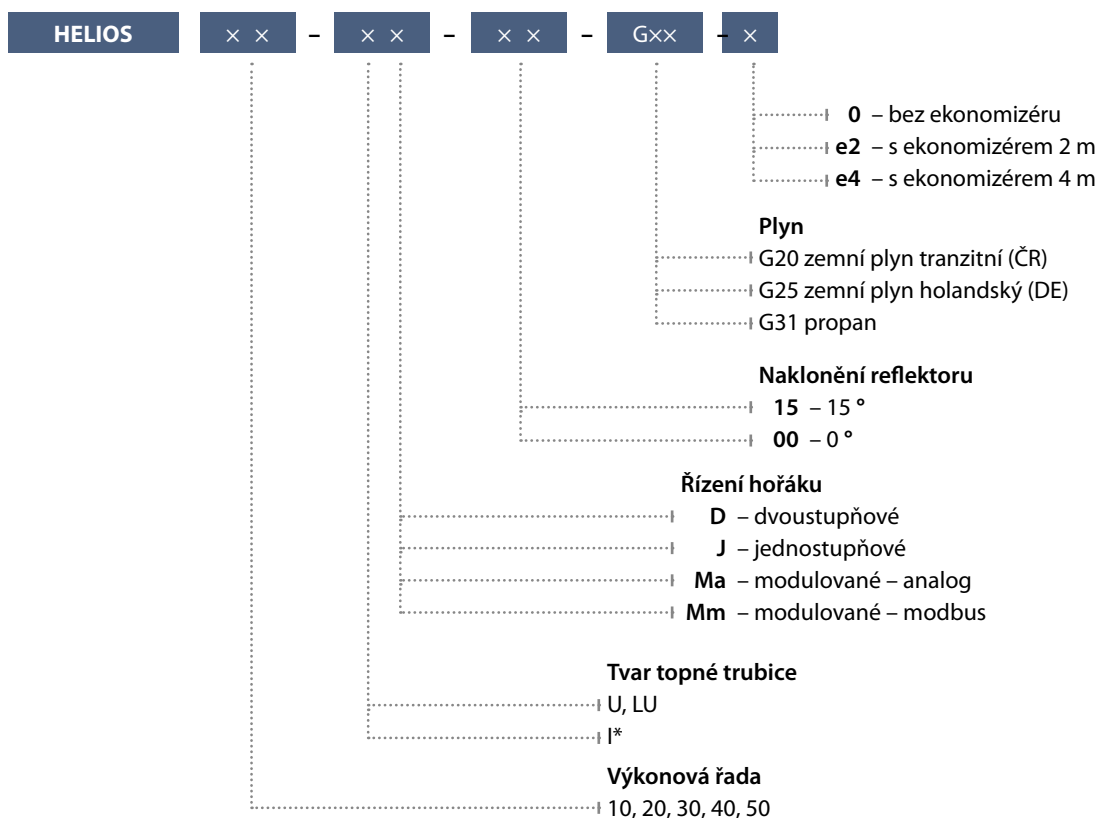 HELIOS × × – × × – × × – G×× – ×
0 – bez ekonomizéru
e2 – s ekonomizérem 2 m
e4 – s ekonomizérem 4 m
Plyn
G20 zemní plyn tranzitní (ČR)
G25 zemní plyn holandský (DE)
G31 propan
Naklonění reflektoru
15 – 15 °
00 – 0 °
Řízení hořáku
D – dvoustupňové
J – jednostupňové
Ma – modulované – analog
Mm – modulované – modbus
Tvar topné trubice
U, LU
I*
Výkonová řada
10, 20, 30, 40, 50